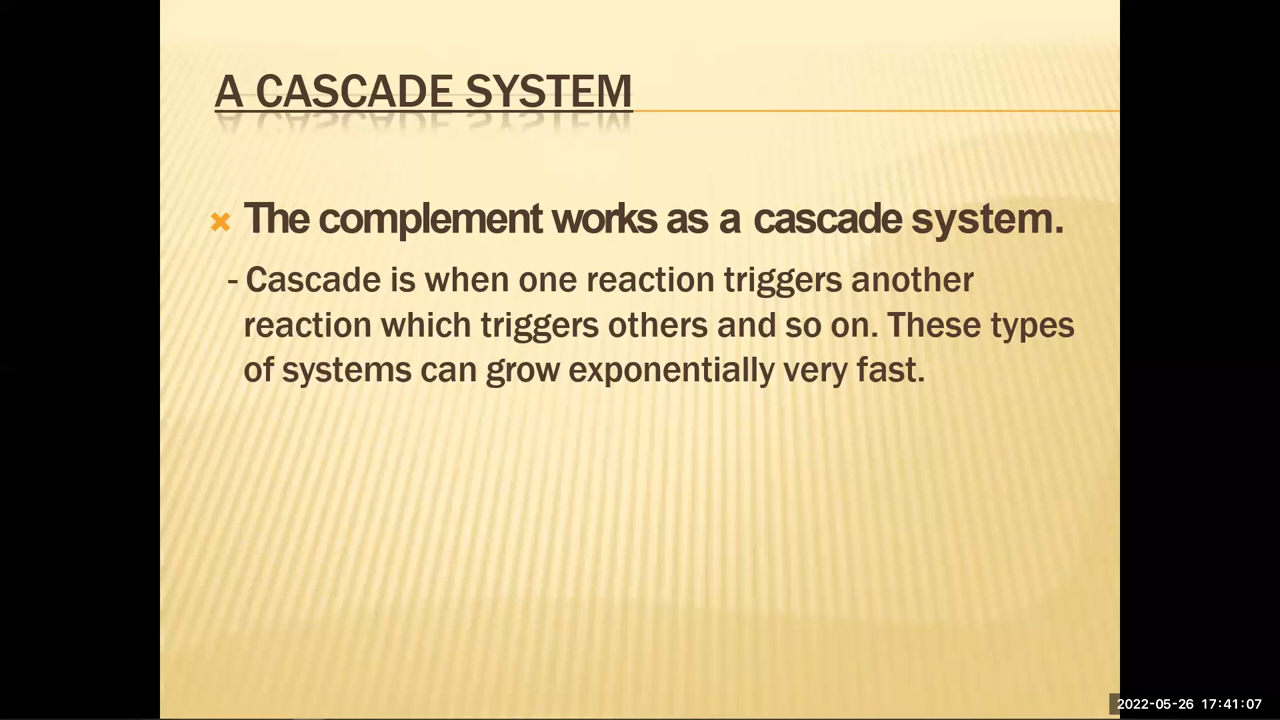 A CASCADE SYSTEM
The complement works as a cascade system.
- Cascade is when one reaction triggers another
reaction which triggers others and so on. These types
of systems can grow exponentially very fast.
2022-05-26 17:41:07